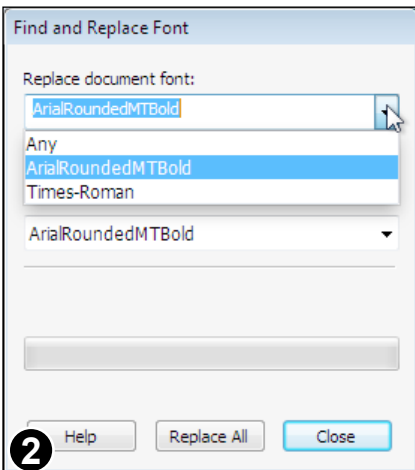 Find and Replace Font
Replace document font:
ArialRoundedMTBold
Any
ArialRoundedMTBold
Times-Roman
ArialRoundedMTBold
Help
Replace All
Close
2